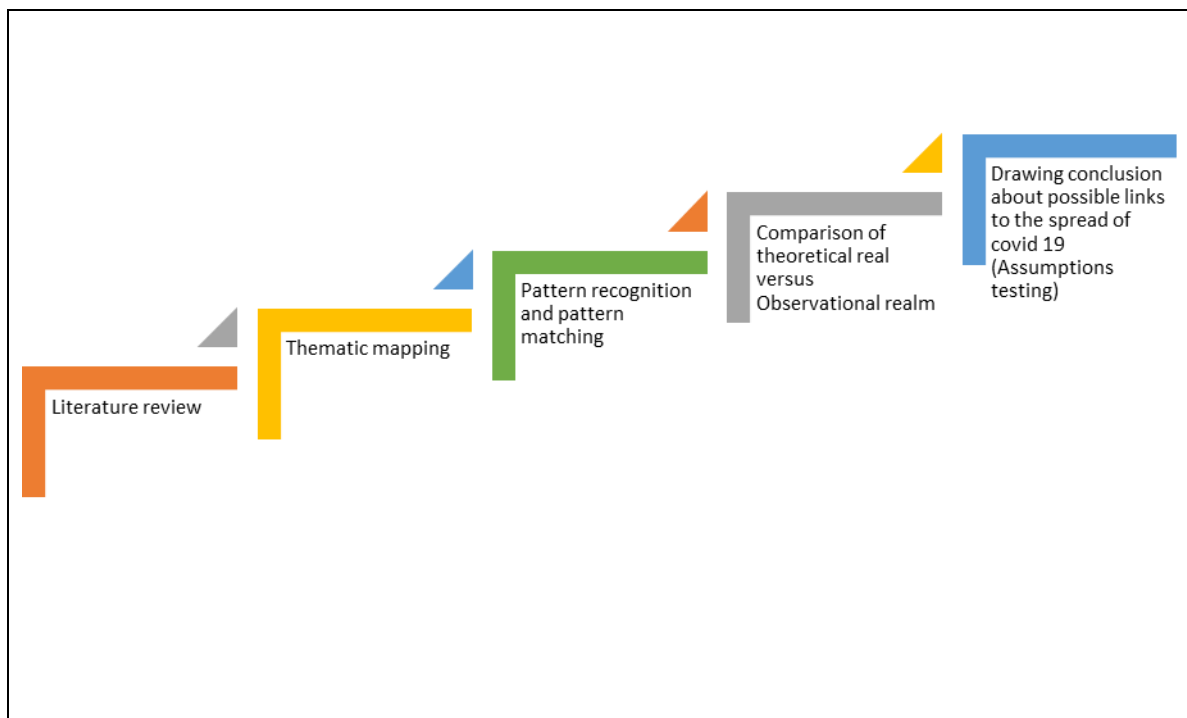 Literature review
Thematic mapping
Pattern recognition
and pattern
matching
Comparison of
theoretical real
versus
Observational realm
Drawing conclusion
about possible links
to the spread of
covid 19
(Assumptions
testing)